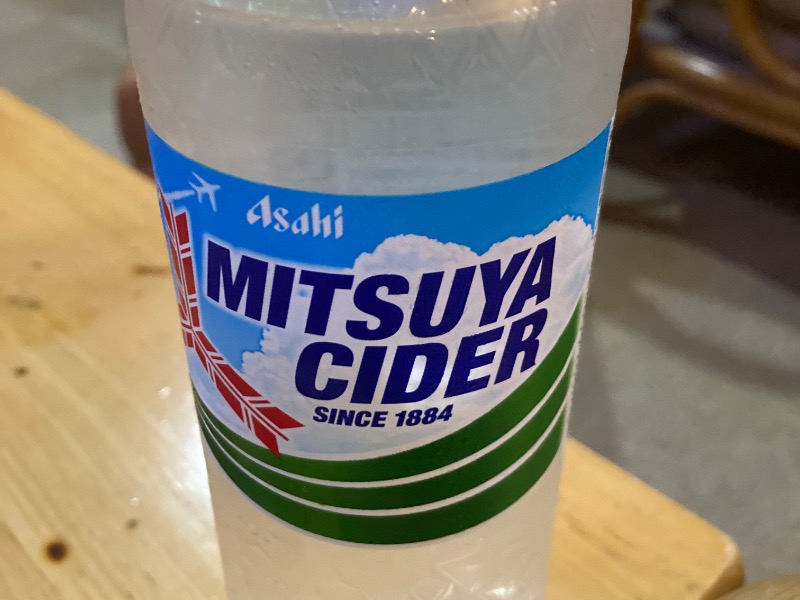 Asahi
MITSUYA
CIDER
SINCE 1884